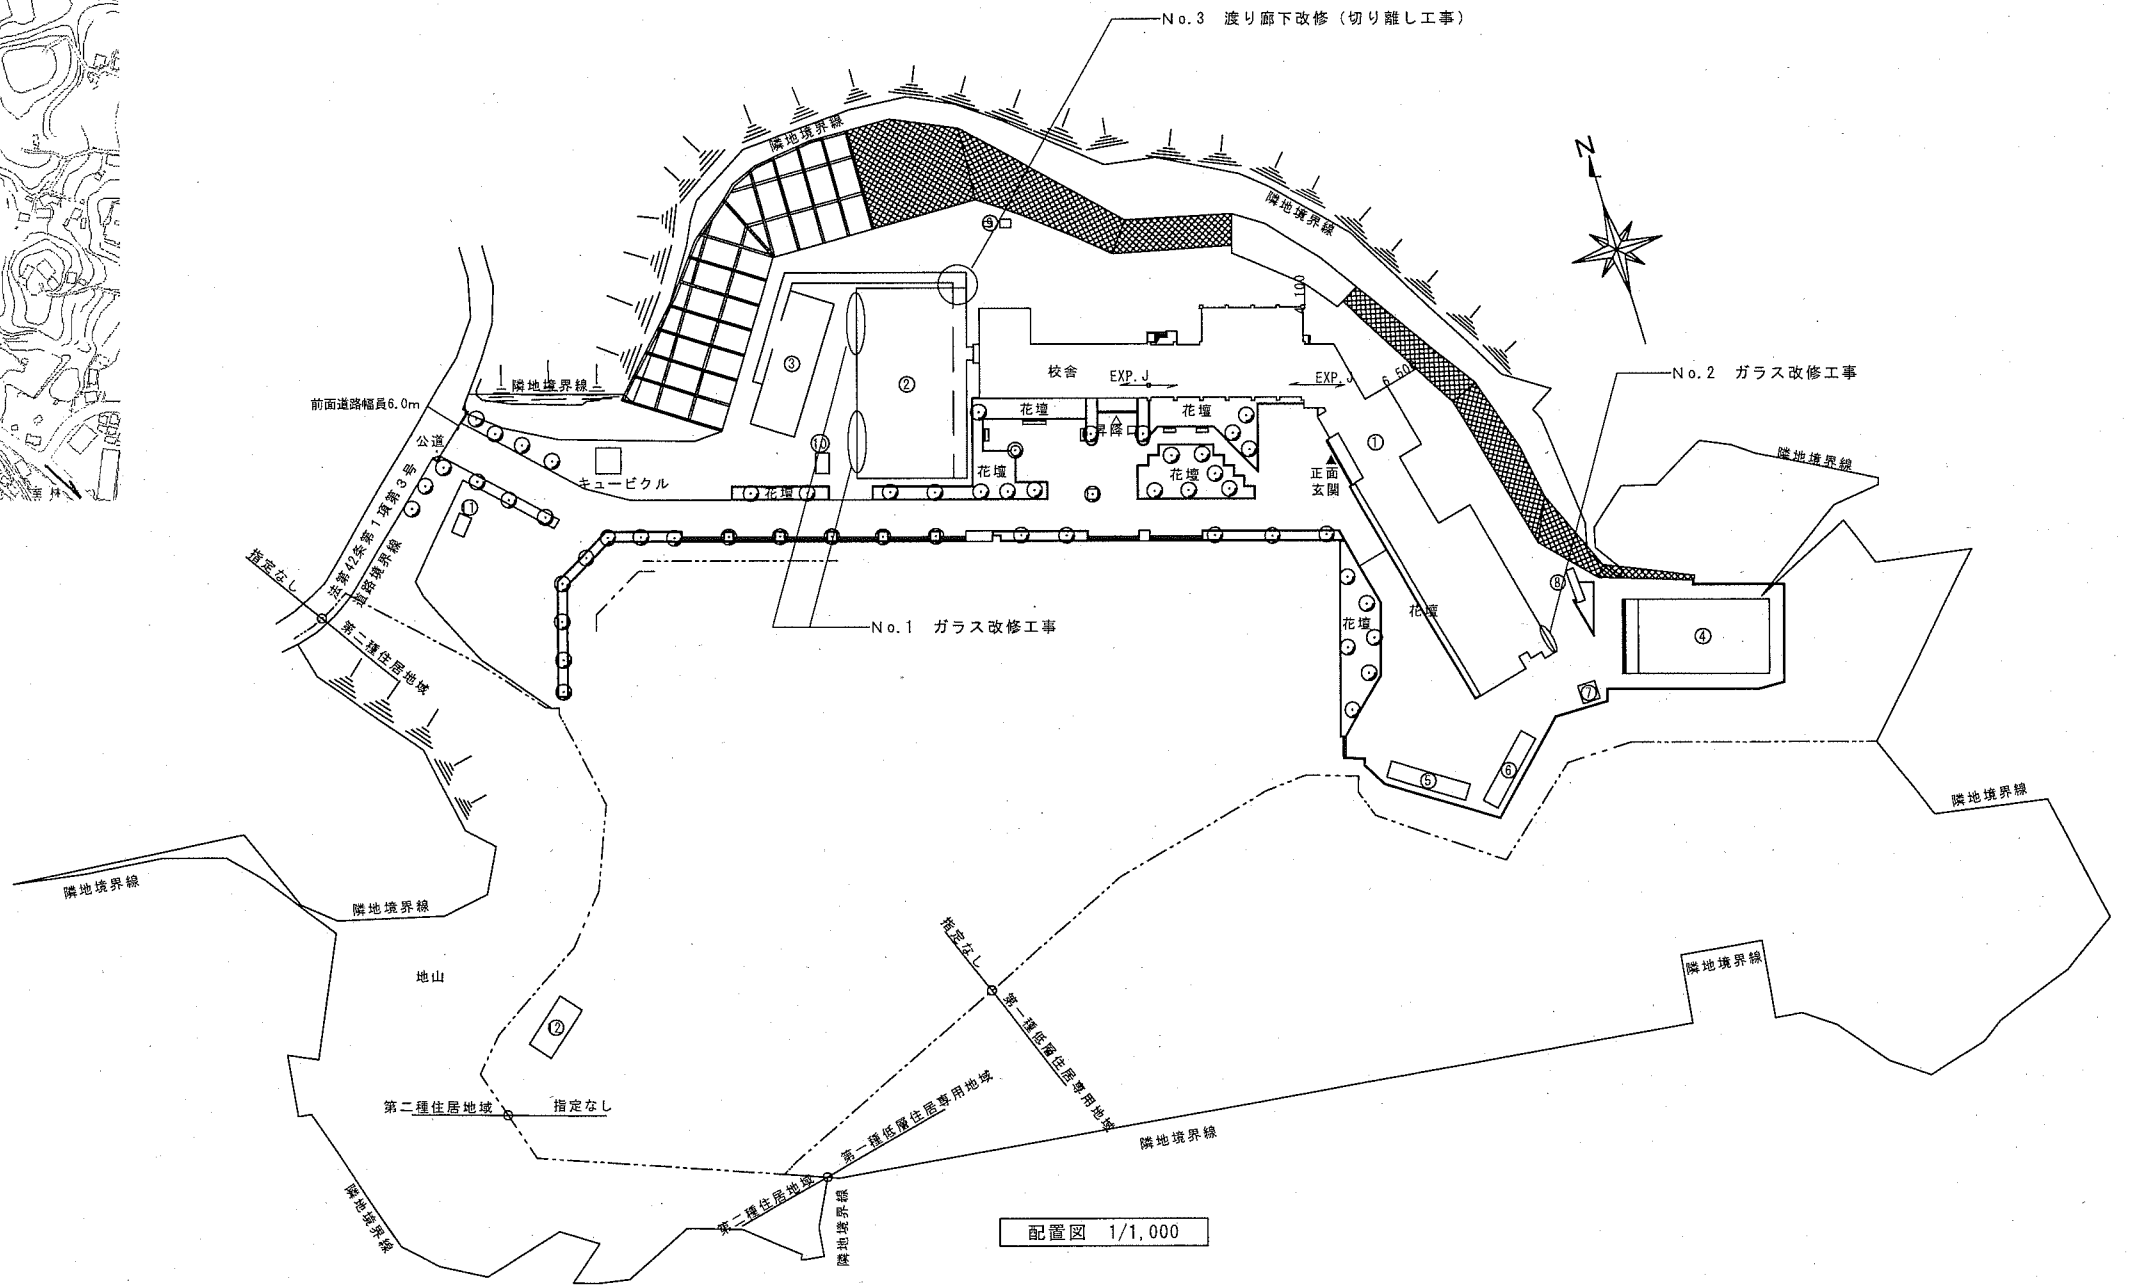 No.3 渡り廊下改修（切り離し工事）
隣地境界線
隣地境界線
N
⑨
100
③
②
校舎
EXP.J
EXP.J
6,500
No.2 ガラス改修工事
隣地境界線
前面道路幅員6.0m
公道
法第42条第1項第3号
道路境界線
花壇
花壇
昇降口
①
⑩
キュービクル
花壇
花壇
花壇
正面
玄関
隣地境界線
⑪
指定なし
第二種住居地域
⑧
花壇
花壇
④
No.1 ガラス改修工事
⑦
⑤
⑥
隣地境界線
隣地境界線
隣地境界線
地山
指定なし
第一種低層住居専用地域
隣地境界線
⑫
第二種住居地域
指定なし
第一種低層住居専用地域
第二種住居地域
隣地境界線
隣地境界線
隣地境界線
配置図 1/1,000